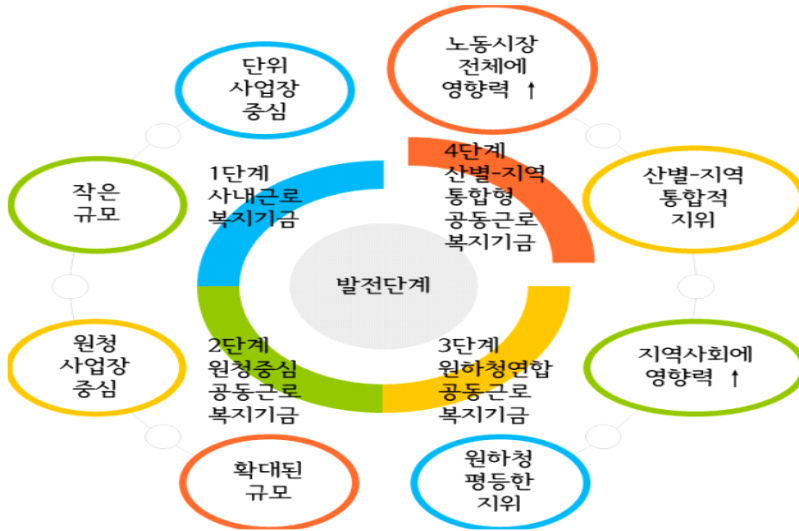 단위
사업장
중심
노동시장
전체에
영향력 ↑
작은
규모
1단계
사내근로
복지기금
4단계
산별-지역
통합형
공동근로
복지기금
산별-지역
통합적
지위
발전단계
원청
사업장
중심
2단계
원청중심
공동근로
복지기금
3단계
원하청연합
공동근로
복지기금
지역사회에
영향력 ↑
확대된
규모
원하청
평등한
지위